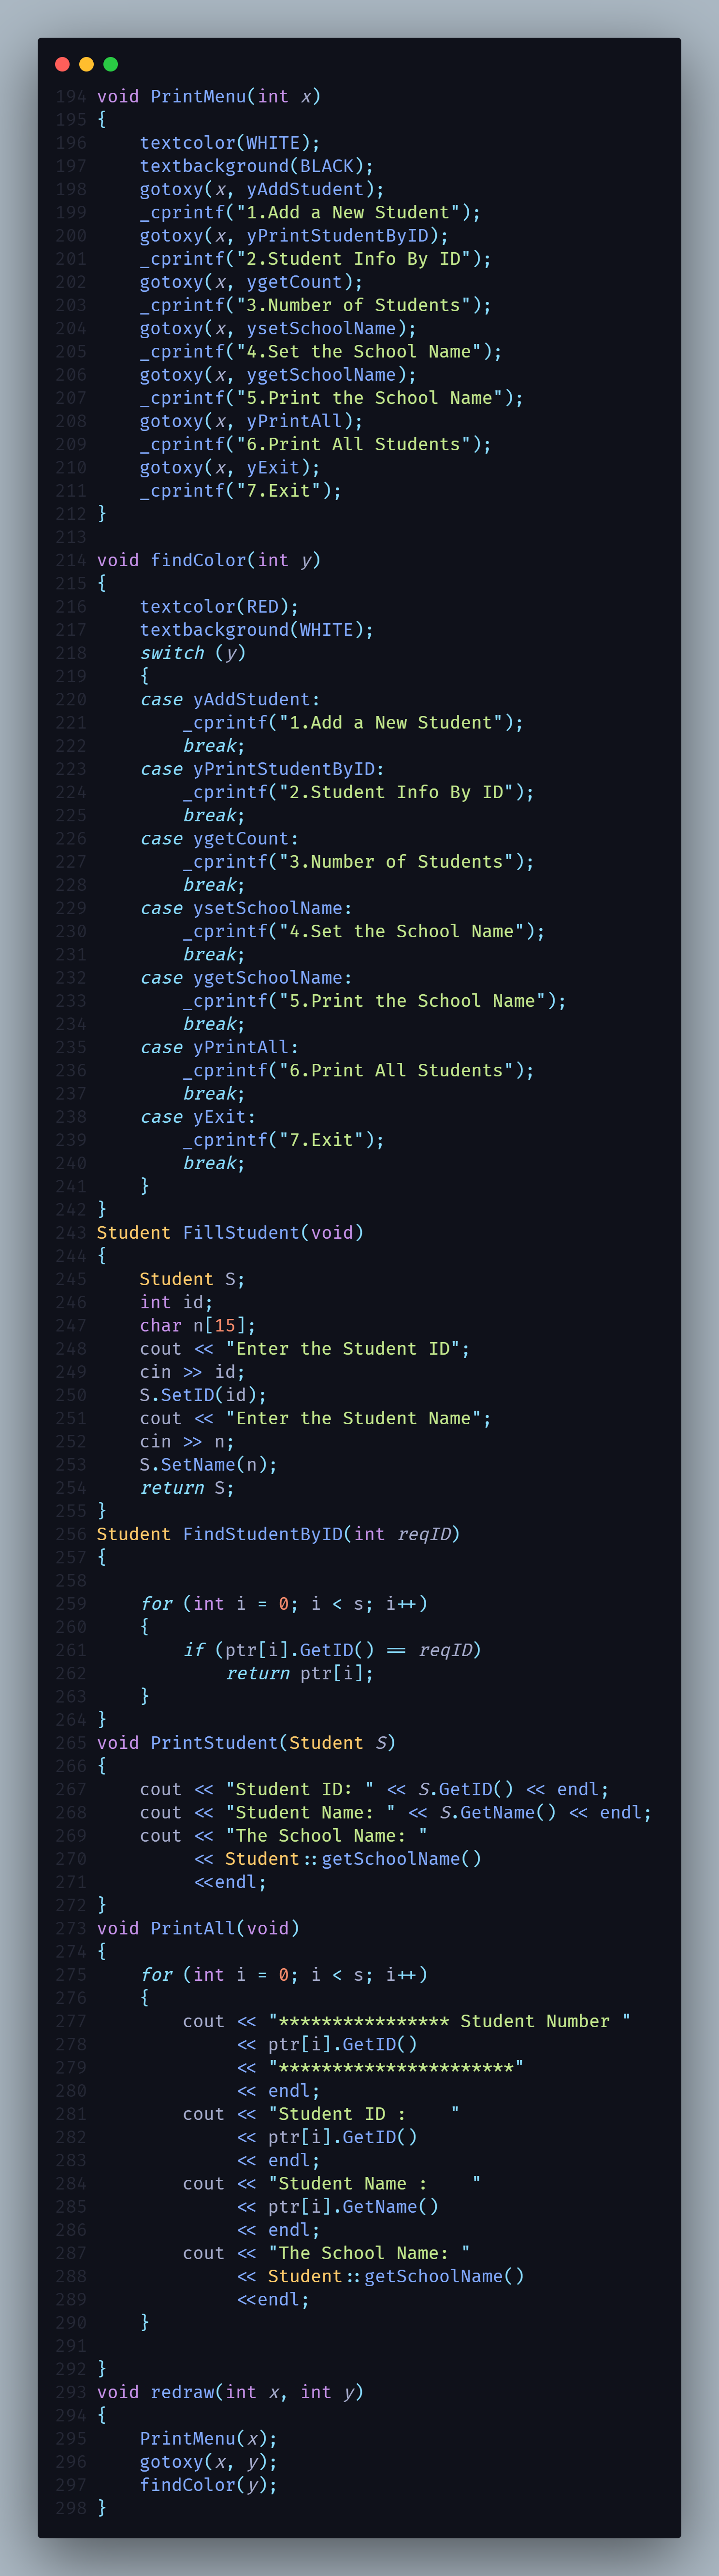 194 void PrintMenu(int x)
195 {
196     textcolor(WHITE);
197     textbackground(BLACK);
198     gotoxy(x, yAddStudent);
199     _cprintf("1.Add a New Student");
200     gotoxy(x, yPrintStudentByID);
201     _cprintf("2.Student Info By ID");
202     gotoxy(x, ygetCount);
203     _cprintf("3.Number of Students");
204     gotoxy(x, ysetSchoolName);
205     _cprintf("4.Set the School Name");
206     gotoxy(x, ygetSchoolName);
207     _cprintf("5.Print the School Name");
208     gotoxy(x, yPrintAll);
209     _cprintf("6.Print All Students");
210     gotoxy(x, yExit);
211     _cprintf("7.Exit");
212 }
213
214 void findColor(int y)
215 {
216     textcolor(RED);
217     textbackground(WHITE);
218     switch (y)
219     {
220     case yAddStudent:
221         _cprintf("1.Add a New Student");
222         break;
223     case yPrintStudentByID:
224         _cprintf("2.Student Info By ID");
225         break;
226     case ygetCount:
227         _cprintf("3.Number of Students");
228         break;
229     case ysetSchoolName:
230         _cprintf("4.Set the School Name");
231         break;
232     case ygetSchoolName:
233         _cprintf("5.Print the School Name");
234         break;
235     case yPrintAll:
236         _cprintf("6.Print All Students");
237         break;
238     case yExit:
239         _cprintf("7.Exit");
240         break;
241     }
242 }
243 Student FillStudent(void)
244 {
245     Student S;
246     int id;
247     char n[15];
248     cout << "Enter the Student ID";
249     cin >> id;
250     S.SetID(id);
251     cout << "Enter the Student Name";
252     cin >> n;
253     S.SetName(n);
254     return S;
255 }
256 Student FindStudentByID(int reqID)
257 {
258
259     for (int i = 0; i < s; i++)
260     {
261         if (ptr[i].GetID() == reqID)
262             return ptr[i];
263     }
264 }
265 void PrintStudent(Student S)
266 {
267     cout << "Student ID: " << S.GetID() << endl;
268     cout << "Student Name: " << S.GetName() << endl;
269     cout << "The School Name: "
270          << Student::getSchoolName()
271          <<endl;
272 }
273 void PrintAll(void)
274 {
275     for (int i = 0; i < s; i++)
276     {
277         cout << "**************** Student Number "
278              << ptr[i].GetID()
279              << "**********************"
280              << endl;
281         cout << "Student ID :    "
282              << ptr[i].GetID()
283              << endl;
284         cout << "Student Name :    "
285              << ptr[i].GetName()
286              << endl;
287         cout << "The School Name: "
288              << Student::getSchoolName()
289              <<endl;
290     }
291
292 }
293 void redraw(int x, int y)
294 {
295     PrintMenu(x);
296     gotoxy(x, y);
297     findColor(y);
298 }